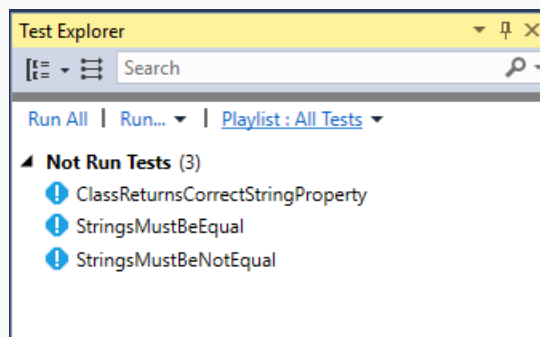 Test Explorer
Search
Run All | Run... | Playlist : All Tests
Not Run Tests (3)
ClassReturnsCorrectStringProperty
StringsMustBeEqual
StringsMustBeNotEqual